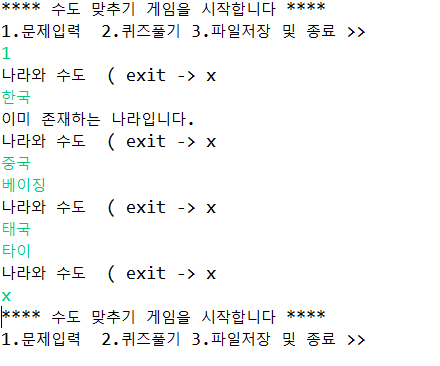 **** 수도 맞추기 게임을 시작합니다 ****
1.문제입력  2.퀴즈풀기 3.파일저장 및 종료 >>
1
나라와 수도  ( exit -> x
한국
이미 존재하는 나라입니다.
나라와 수도  ( exit -> x
중국
베이징
나라와 수도  ( exit -> x
태국
타이
나라와 수도  ( exit -> x
x
**** 수도 맞추기 게임을 시작합니다 ****
1.문제입력  2.퀴즈풀기 3.파일저장 및 종료 >>